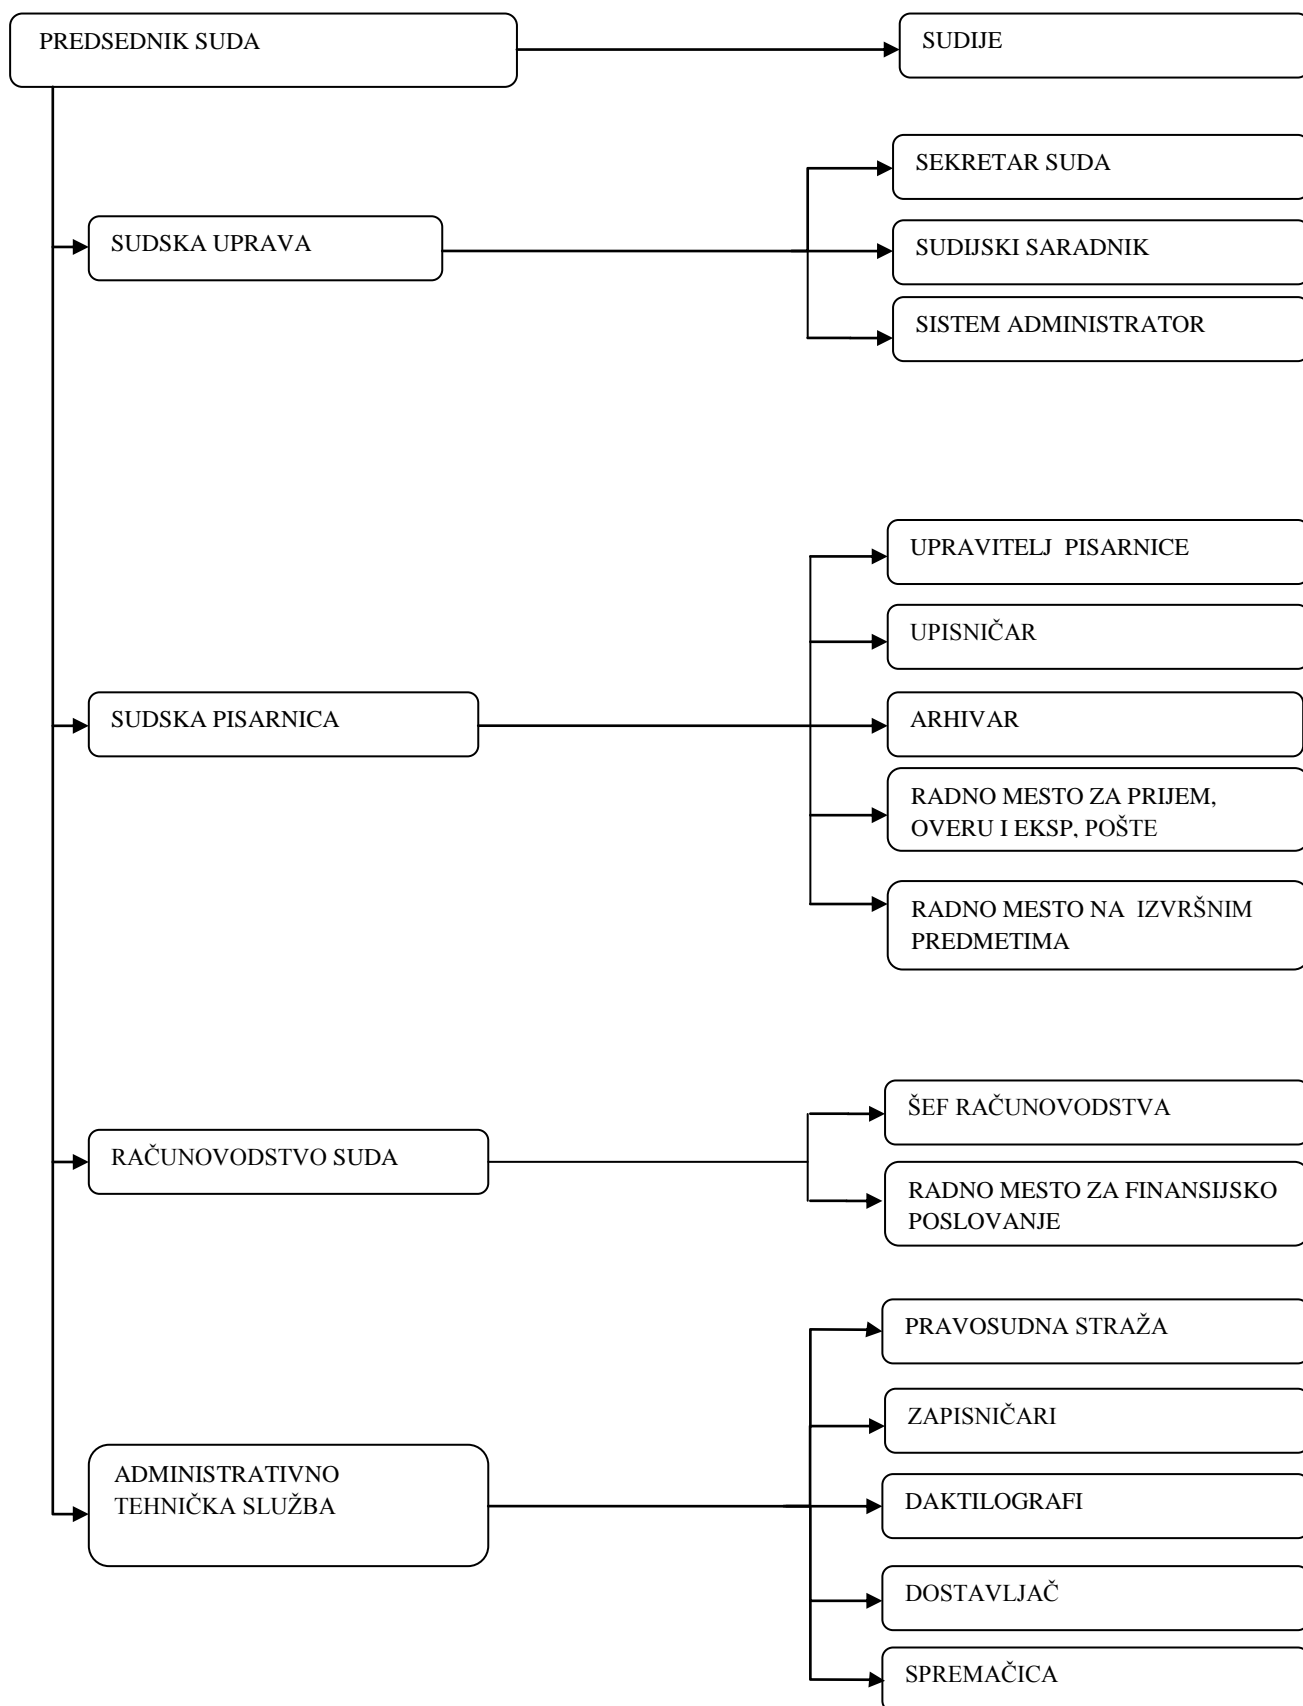 PREDSEDNIK SUDA
SUDIJE
SUDSKA UPRAVA
SEKRETAR SUDA
SUDIJSKI SARADNIK
SISTEM ADMINISTRATOR
SUDSKA PISARNICA
UPRAVITELJ PISARNICE
UPISNIČAR
ARHIVAR
RADNO MESTO ZA PRIJEM,
OVERU I EKSP, POŠTE
RADNO MESTO NA IZVRŠNIM
PREDMETIMA
RAČUNOVODSTVO SUDA
ŠEF RAČUNOVODSTVA
RADNO MESTO ZA FINANSIJSKO
POSLOVANJE
ADMINISTRATIVNO
TEHNIČKA SLUŽBA
PRAVOSUDNA STRAŽA
ZAPISNIČARI
DAKTILOGRAFI
DOSTAVLJAČ
SPREMAČICA